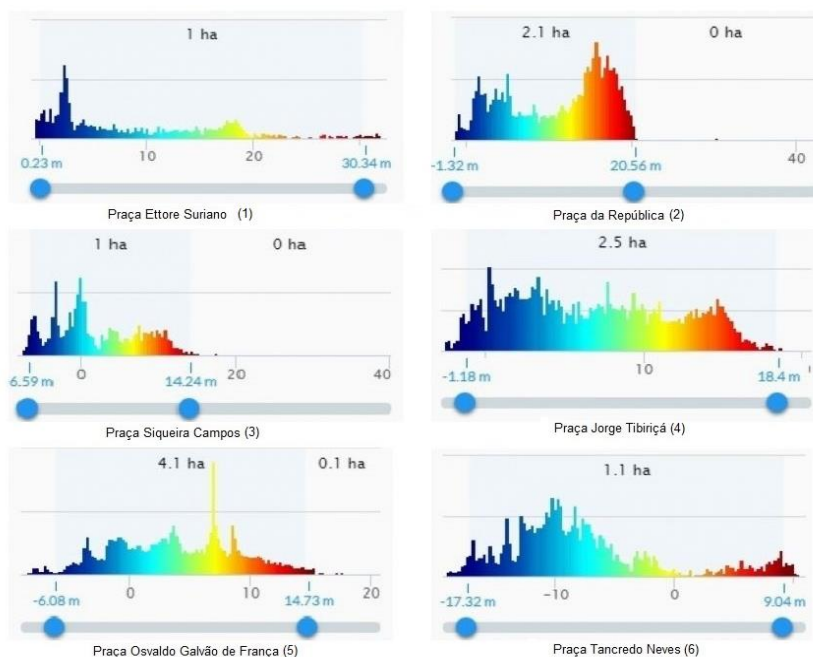 1 ha
10
20
0.23 m
30.34 m
Praça Ettore Suriano (1)
2.1 ha
0 ha
40
-1.32 m
20.56 m
Praça da República (2)
1 ha
0 ha
0
20
40
6.59 m
14.24 m
Praça Siqueira Campos (3)
10
-1.18 m
18.4 m
2.5 ha
Praça Jorge Tibiriçá (4)
4.1 ha
0.1 ha
0
10
20
-6.08 m
14.73 m
Praça Osvaldo Galvão de França (5)
1.1 ha
-10
0
-17.32 m
9.04 m
Praça Tancredo Neves (6)